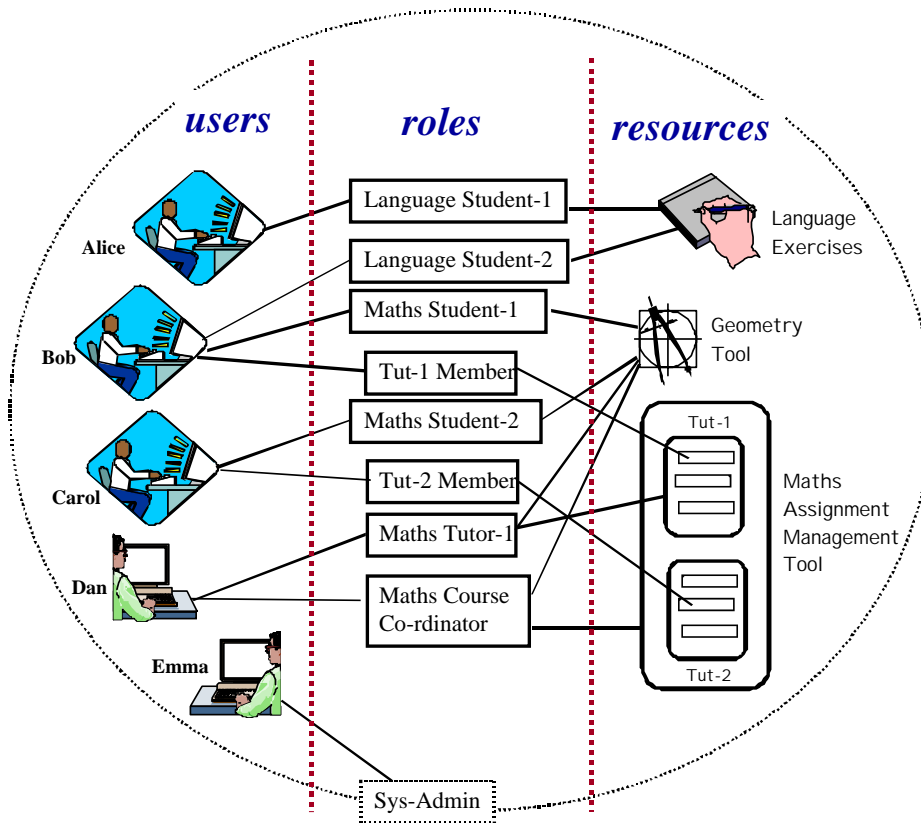 users
roles
resources
Alice
Language Student-1
Language
Exercises
Language Student-2
Maths Student-1
Geometry
Tool
Bob
Tut-1 Member
Maths Student-2
Tut-1
Carol
Tut-2 Member
Maths
Assignment
Management
Tool
Maths Tutor-1
Dan
Maths Course
Co-rdinator
Emma
Tut-2
Sys-Admin